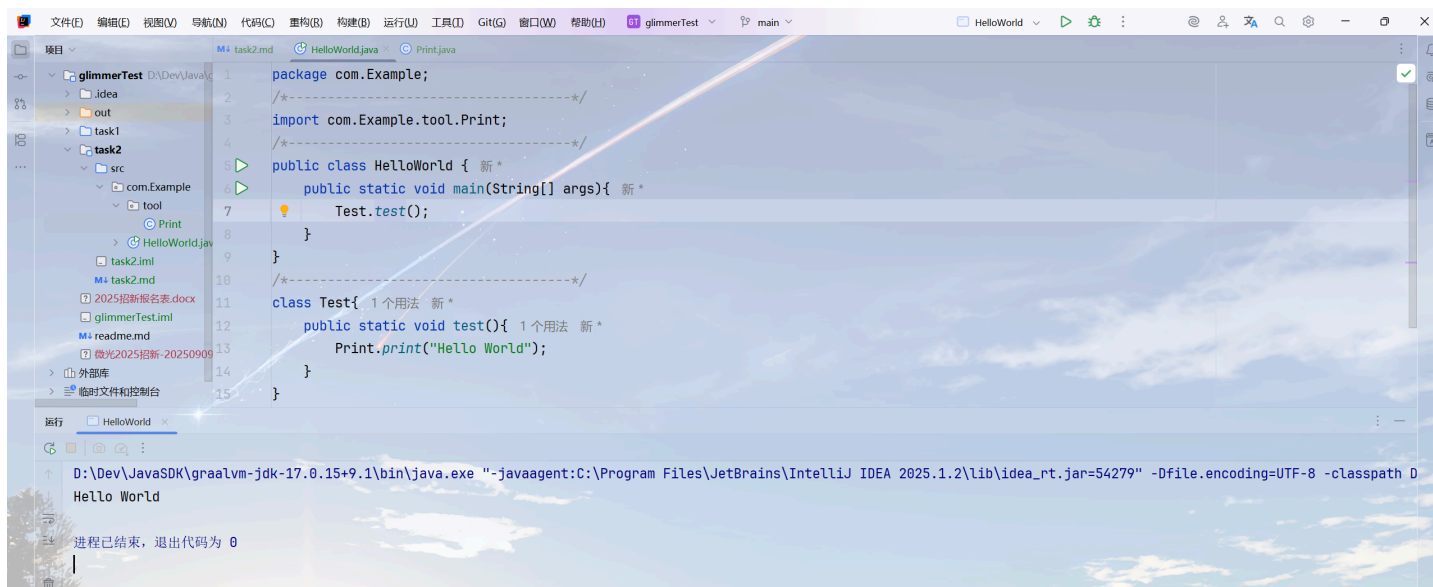 文件(F) 编辑(E) 视图(V) 导航(N) 代码(C) 重构(R) 构建(B) 运行(U) 工具(T) Git(G) 窗口(W) 帮助(H) GT glimmerTest main HelloWorld
项目
task2.md HelloWorld.java Print.java
glimmerTest D:\Dev\Java\g
.idea
out
task1
task2
src
com.Example
tool
Print
HelloWorld.jav
task2.iml
task2.md
2025招新报名表.docx
glimmerTest.iml
readme.md
微光2025招新-20250909
外部库
临时文件和控制台
1 package com.Example;
2 /*------------------------------------*/
3 import com.Example.tool.Print;
4 /*------------------------------------*/
5 public class HelloWorld { 新 *
6 public static void main(String[] args){ 新 *
7 Test.test();
8 }
9 }
10 /*------------------------------------*/
11 class Test{ 1 个用法 新 *
12 public static void test(){ 1 个用法 新 *
13 Print.print("Hello World");
14 }
15 }
运行 HelloWorld
D:\Dev\JavaSDK\graalvm-jdk-17.0.15+9.1\bin\java.exe "-javaagent:C:\Program Files\JetBrains\IntelliJ IDEA 2025.1.2\lib\idea_rt.jar=54279" -Dfile.encoding=UTF-8 -classpath D
Hello World
进程已结束，退出代码为 0